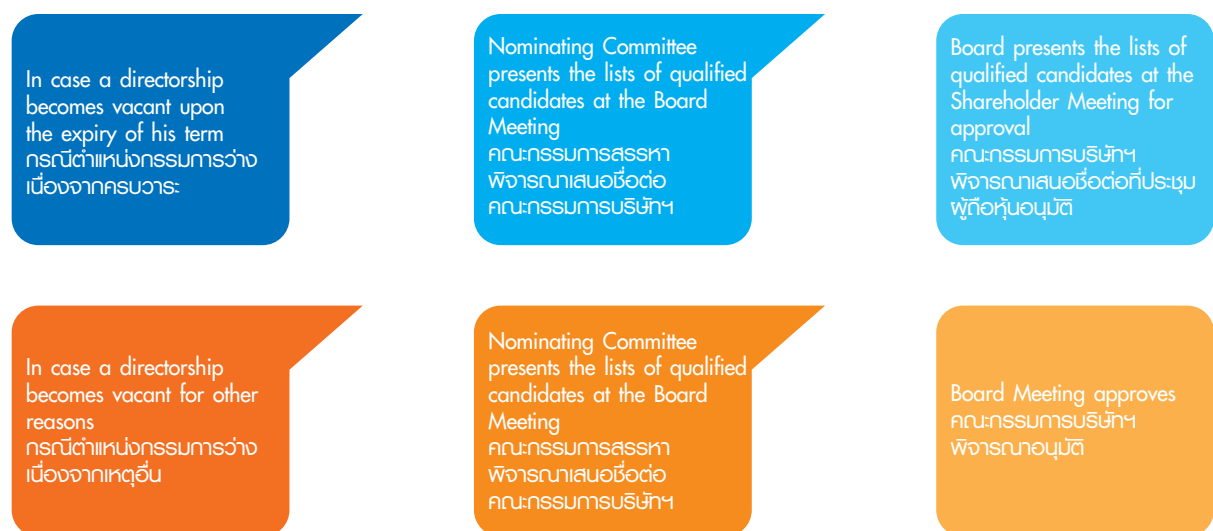 In case a directorship
becomes vacant upon
the expiry of his term
กรณีตำแหน่งกรรมการว่าง
เนื่องจากครบวาระ
Nominating Committee
presents the lists of qualified
candidates at the Board
Meeting
คณะกรรมการสรรหา
พิจารณาเสนอชื่อต่อ
คณะกรรมการบริษัทฯ
Board presents the lists of
qualified candidates at the
Shareholder Meeting for
approval
คณะกรรมการบริษัทฯ
พิจารณาเสนอชื่อต่อที่ประชุม
ผู้ถือหุ้นอนุมัติ
In case a directorship
becomes vacant for other
reasons
กรณีตำแหน่งกรรมการว่าง
เนื่องจากเหตุอื่น
Nominating Committee
presents the lists of qualified
candidates at the Board
Meeting
คณะกรรมการสรรหา
พิจารณาเสนอชื่อต่อ
คณะกรรมการบริษัทฯ
Board Meeting approves
คณะกรรมการบริษัทฯ
พิจารณาอนุมัติ